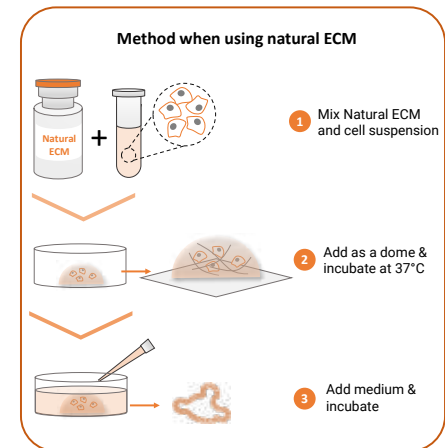 Method when using natural ECM
Natural
ECM
+
1
Mix Natural ECM
and cell suspension
2
Add as a dome &
incubate at 37°C
3
Add medium &
incubate